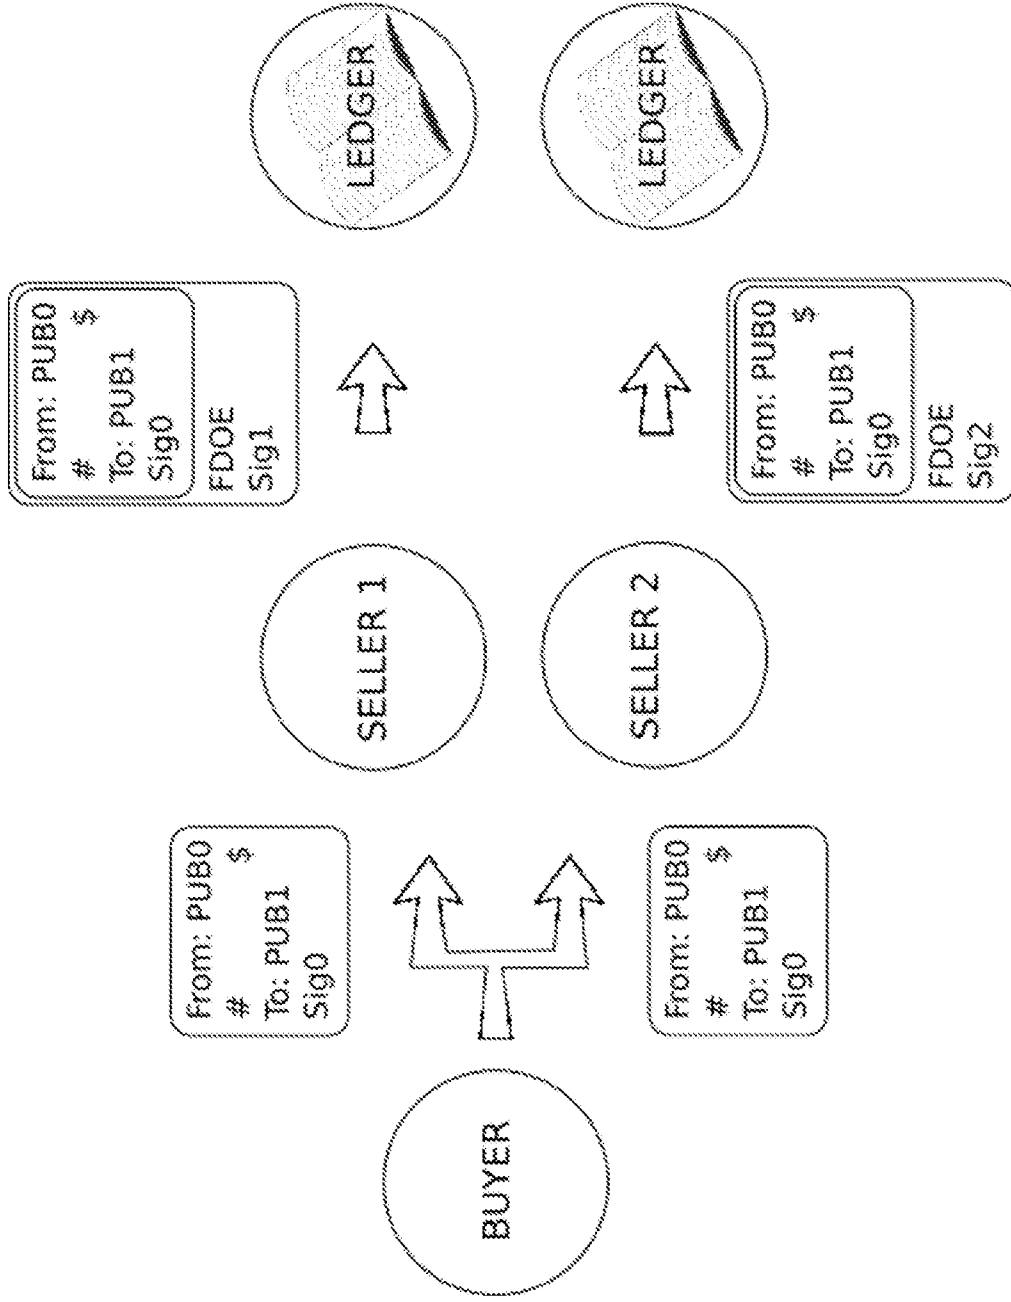 BUYER
From: PUB0
# $
To: PUB1
Sig0
From: PUB0
# $
To: PUB1
Sig0
SELLER 1
SELLER 2
From: PUB0
# $
To: PUB1
Sig0
FDOE
Sig1
From: PUB0
# $
To: PUB1
Sig0
FDOE
Sig2
LEDGER
LEDGER